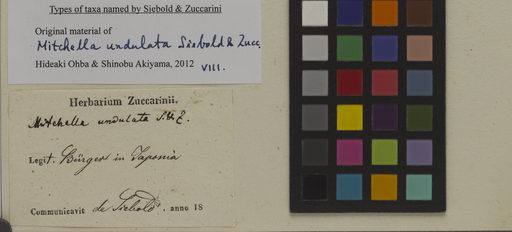 Types of taxa named by Siebold & Zuccarini
Original material of
Mitchella undulata Siebold & Zucc.
Hideaki Ohba & Shinobu Akiyama, 2012 VIII.
Herbarium Zuccarinii.
Mitchella undulata S. & Z.
Legit. Bürger in Japonia
Communicavit de Siebold. anno 18